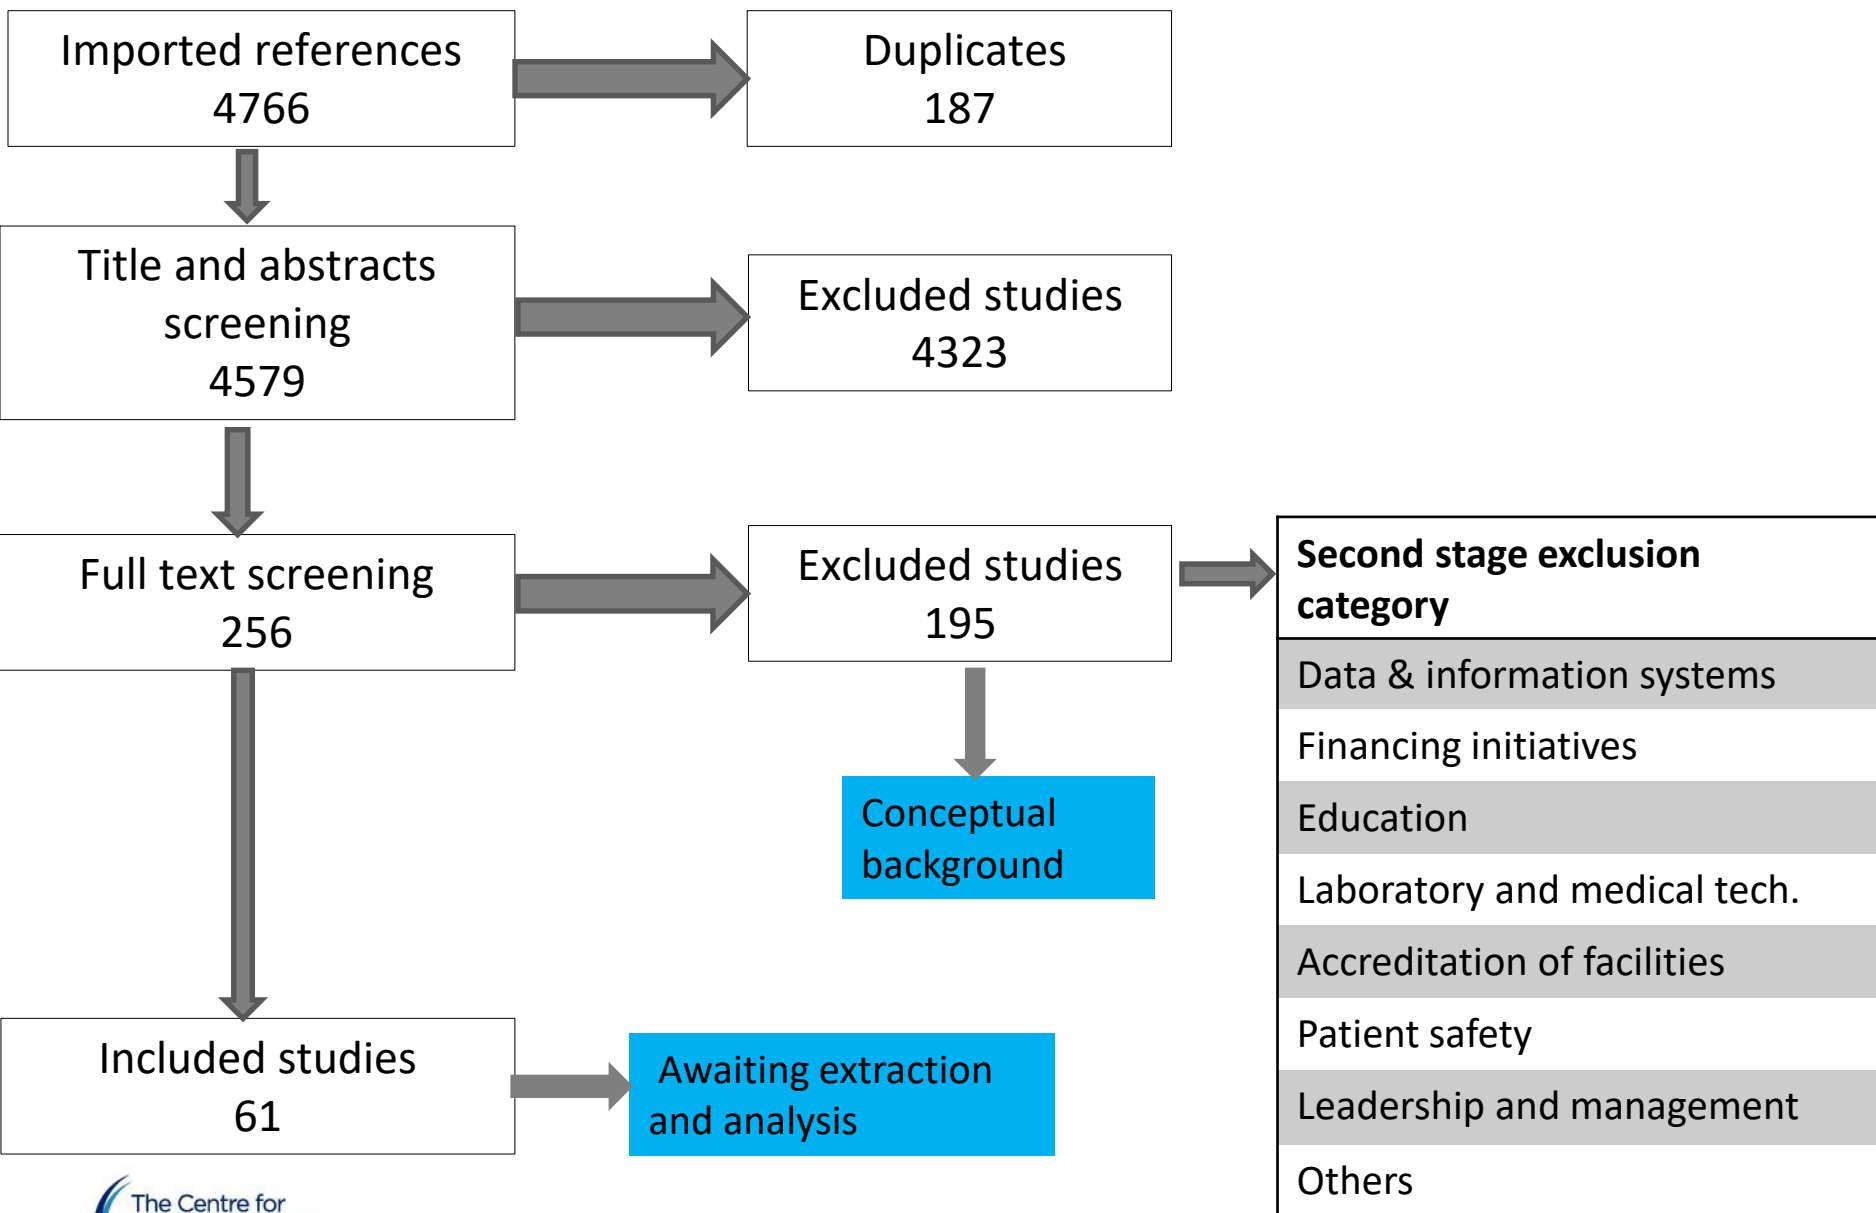 Imported references
4766
Duplicates
187
Title and abstracts
screening
4579
Excluded studies
4323
Full text screening
256
Excluded studies
195
Second stage exclusion
category
Data & information systems
Financing initiatives
Education
Laboratory and medical tech.
Accreditation of facilities
Patient safety
Leadership and management
Others
Conceptual
background
Included studies
61
Awaiting extraction
and analysis
The Centre for